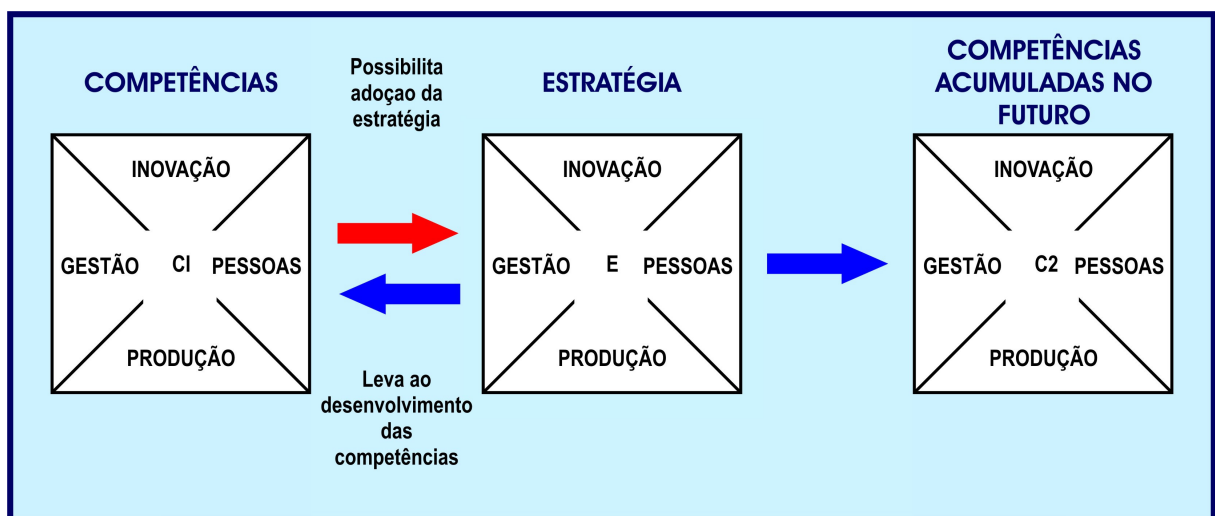 COMPETÊNCIAS
Possibilita
adoçao da
estratégia
ESTRATÉGIA
COMPETÊNCIAS
ACUMULADAS NO
FUTURO
INOVAÇÃO
GESTÃO CI PESSOAS
PRODUÇÃO
INOVAÇÃO
GESTÃO E PESSOAS
PRODUÇÃO
INOVAÇÃO
GESTÃO C2 PESSOAS
PRODUÇÃO
Leva ao
desenvolvimento
das
competências